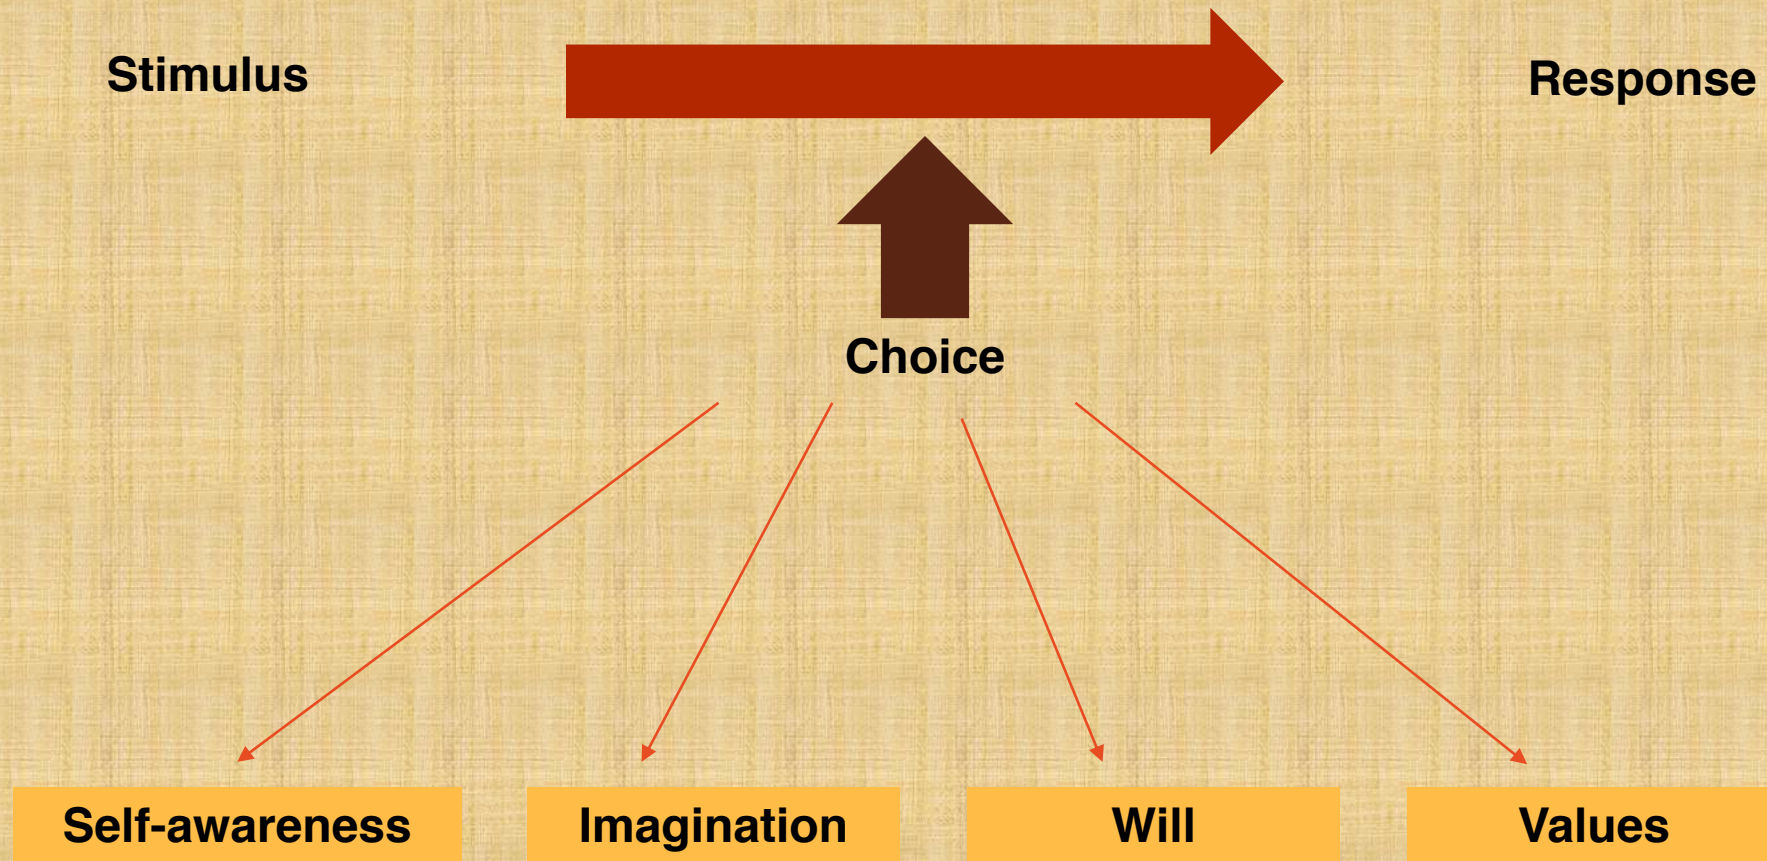 Stimulus
Response
Choice
Self-awareness
Imagination
Will
Values